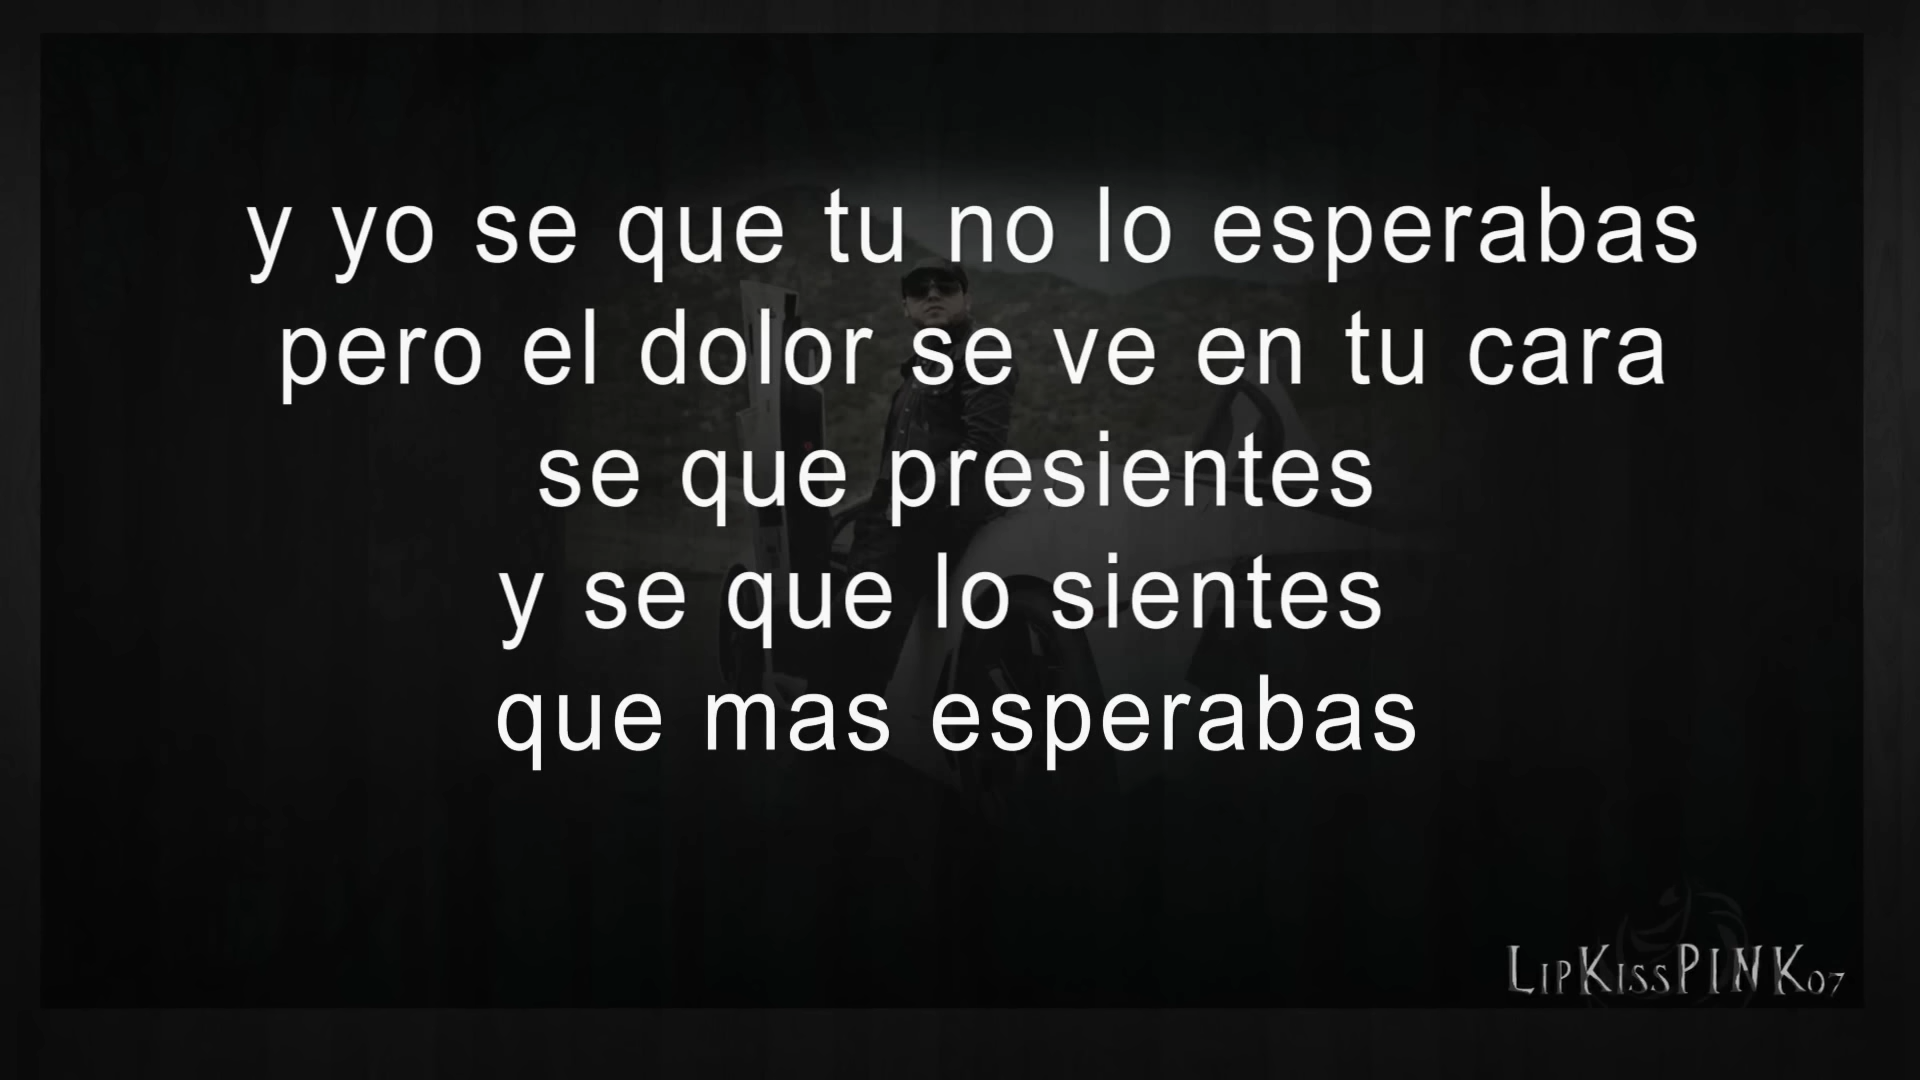 y yo se que tu no lo esperabas
pero el dolor se ve en tu cara
se que presientes
y se que lo sientes
que mas esperabas
LIPKISSPINK07